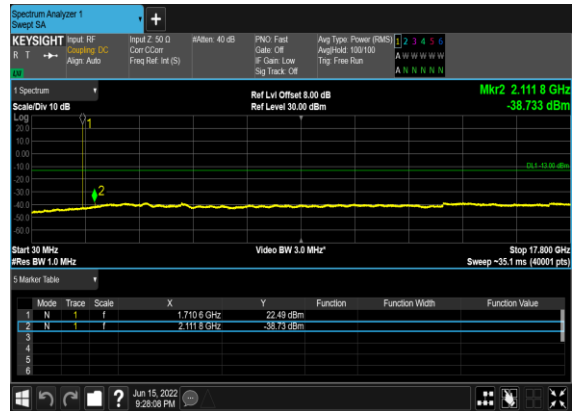 Spectrum Analyzer 1
Swept SA
+
KEYSIGHT Input: RF Input Z: 50 Ω #Atten: 40 dB PNO: Fast Avg Type: Power (RMS) 1 2 3 4 5 6
R T Coupling: DC Corr CCorr Gate: Off Avg|Hold: 100/100 A W W W W W
Align: Auto Freq Ref: Int (S) IF Gain: Low Trig: Free Run
Sig Track: Off A N N N N N
1 Spectrum Ref Lvl Offset 8.00 dB Mkr2 2.111 8 GHz
Scale/Div 10 dB Ref Level 30.00 dBm -38.733 dBm
Log
1
20.0
10.0
0.00
-10.0
DL1 -13.00 dBm
-20.0
-30.0
2
-40.0
-50.0
-60.0
Start 30 MHz Video BW 3.0 MHz* Stop 17.800 GHz
#Res BW 1.0 MHz Sweep ~35.1 ms (40001 pts)
5 Marker Table
Mode Trace Scale X Y Function Function Width Function Value
1 N 1 f 1.710 6 GHz 22.49 dBm
2 N 1 f 2.111 8 GHz -38.73 dBm
3
4
5
6
? Jun 15, 2022
9:28:08 PM